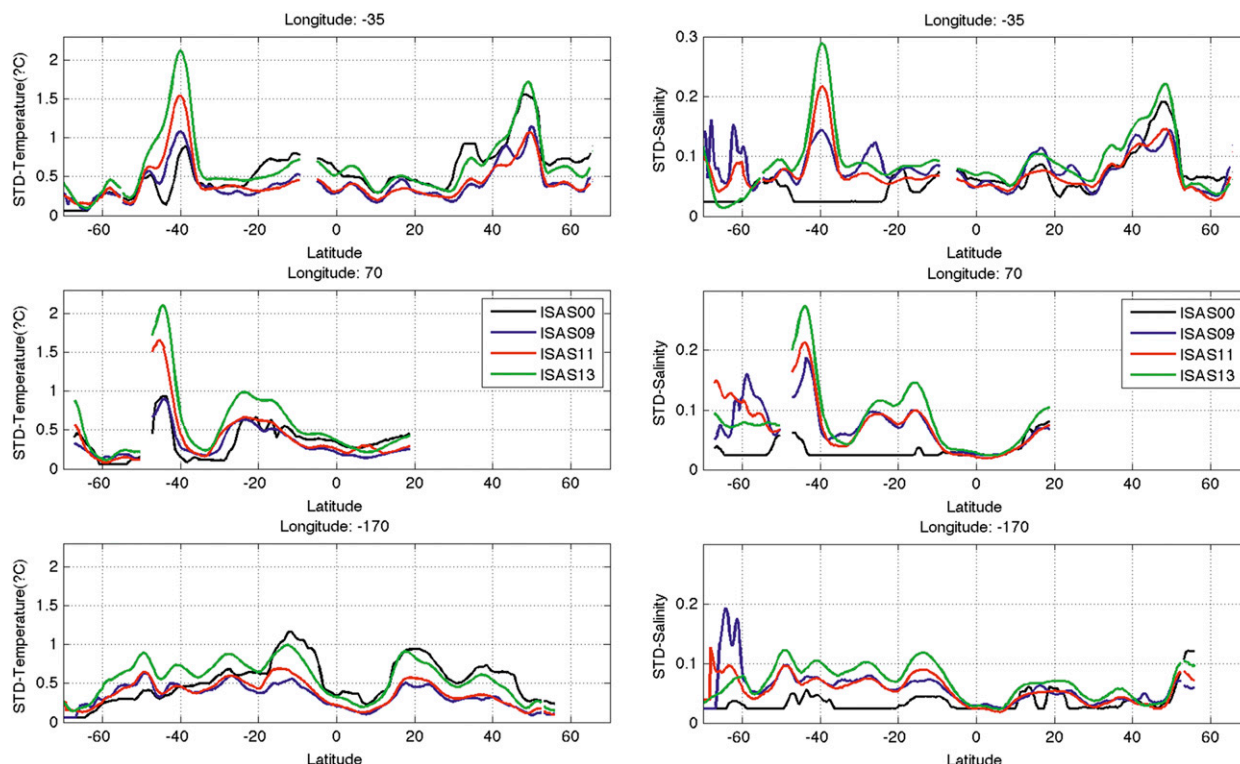 Longitude: -35
STD-Temperature(?C)
2
1.5
1
0.5
0
-60 -40 -20 0 20 40 60
Latitude
Longitude: -35
STD-Salinity
0.3
0.2
0.1
0
-60 -40 -20 0 20 40 60
Latitude
Longitude: 70
STD-Temperature(?C)
2
1.5
1
0.5
0
-60 -40 -20 0 20 40 60
Latitude
ISAS00
ISAS09
ISAS11
ISAS13
Longitude: 70
STD-Salinity
0.2
0.1
0
-60 -40 -20 0 20 40 60
Latitude
ISAS00
ISAS09
ISAS11
ISAS13
Longitude: -170
STD-Temperature(?C)
2
1.5
1
0.5
0
-60 -40 -20 0 20 40 60
Latitude
Longitude: -170
STD-Salinity
0.2
0.1
0
-60 -40 -20 0 20 40 60
Latitude